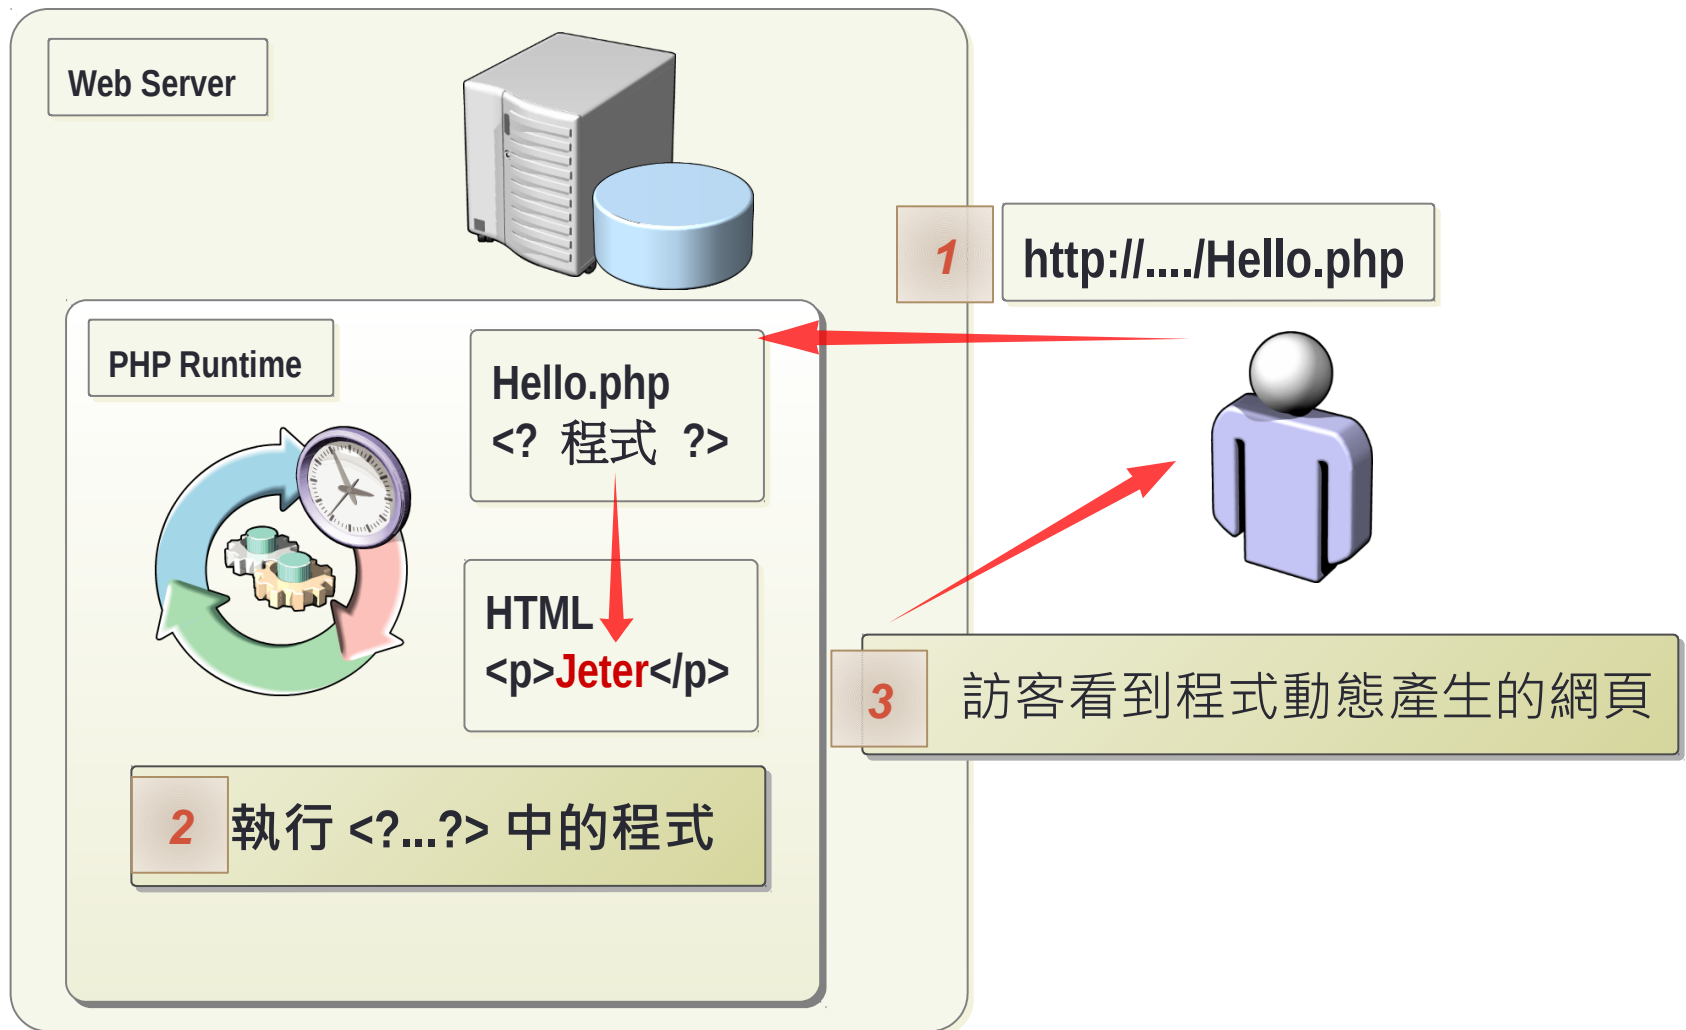 Web Server
1
http://..../Hello.php
PHP Runtime
Hello.php
<? 程式 ?>
HTML
<p>Jeter</p>
2
執行 <?...?> 中的程式
3
訪客看到程式動態產生的網頁